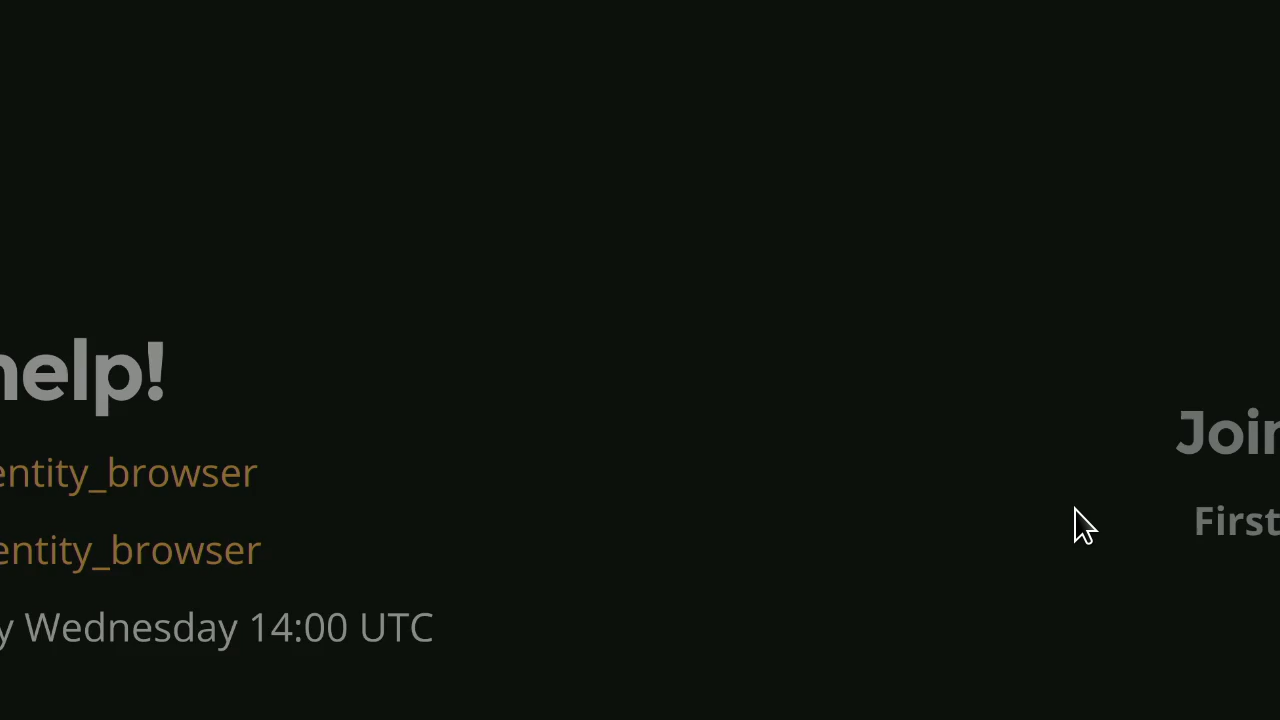 help!
entity_browser
entity_browser
y Wednesday 14:00 UTC
Join
First